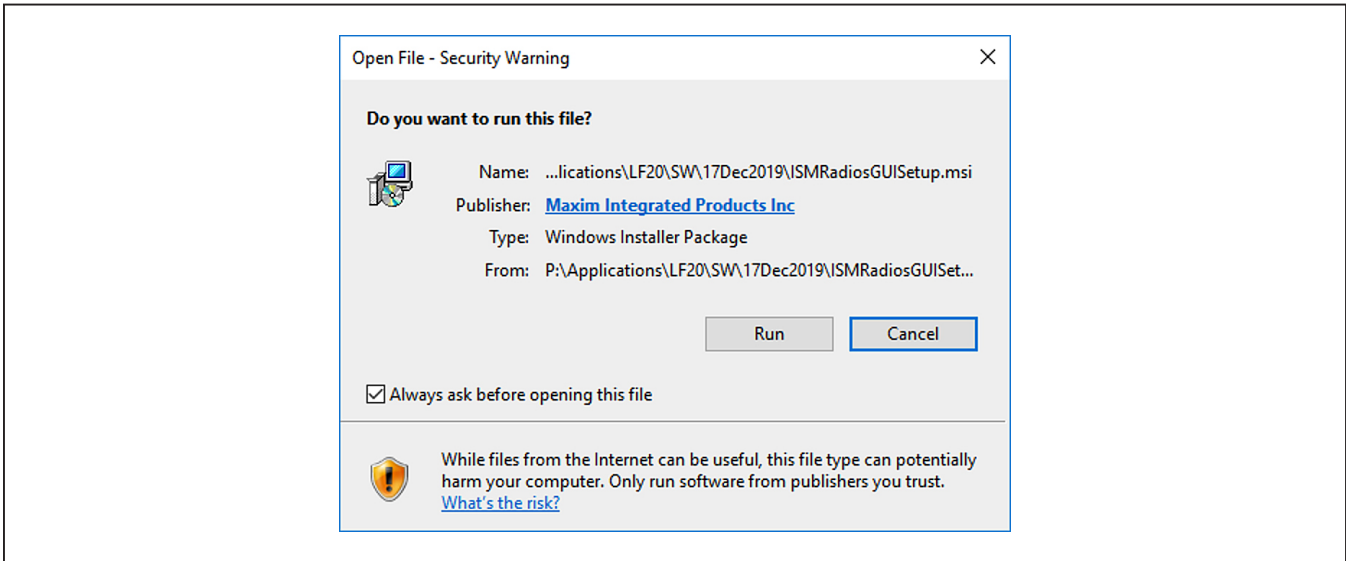 Open File - Security Warning
Do you want to run this file?
Name: ...lications\LF20\SW\17Dec2019\ISMRadiosGUISetup.msi
Publisher: Maxim Integrated Products Inc
Type: Windows Installer Package
From: P:\Applications\LF20\SW\17Dec2019\ISMRadiosGUISet...
Run Cancel
Always ask before opening this file
While files from the Internet can be useful, this file type can potentially
harm your computer. Only run software from publishers you trust.
What's the risk?